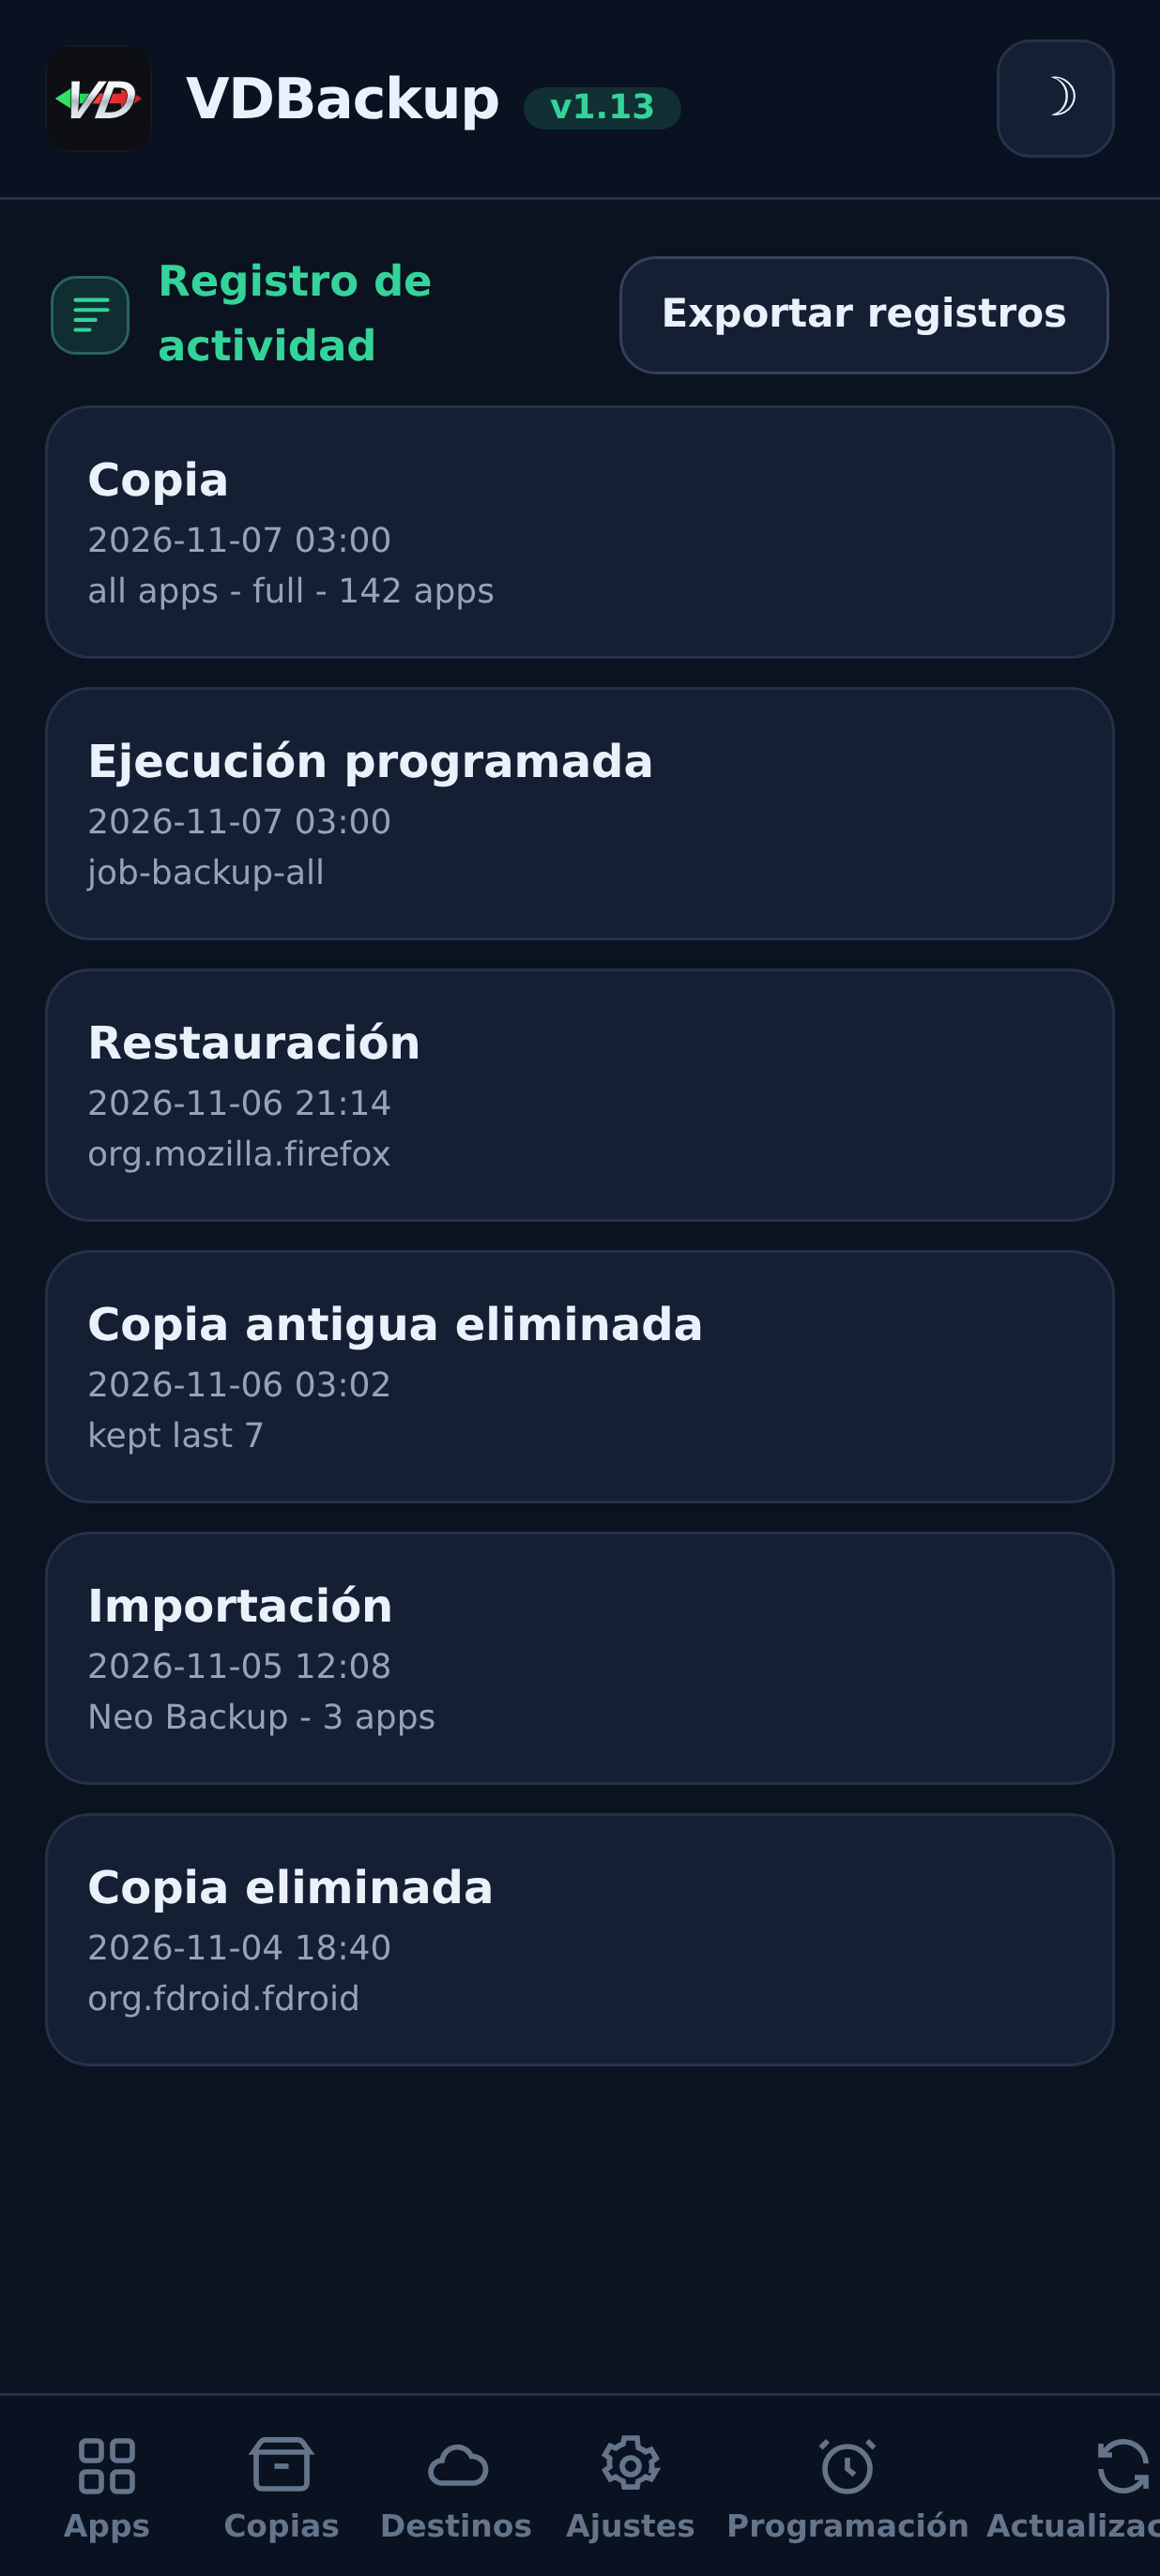 VD
VDBackup v1.13
Registro de
actividad
Exportar registros
Copia
2026-11-07 03:00
all apps - full - 142 apps
Ejecución programada
2026-11-07 03:00
job-backup-all
Restauración
2026-11-06 21:14
org.mozilla.firefox
Copia antigua eliminada
2026-11-06 03:02
kept last 7
Importación
2026-11-05 12:08
Neo Backup - 3 apps
Copia eliminada
2026-11-04 18:40
org.fdroid.fdroid
Apps
Copias
Destinos
Ajustes
Programación